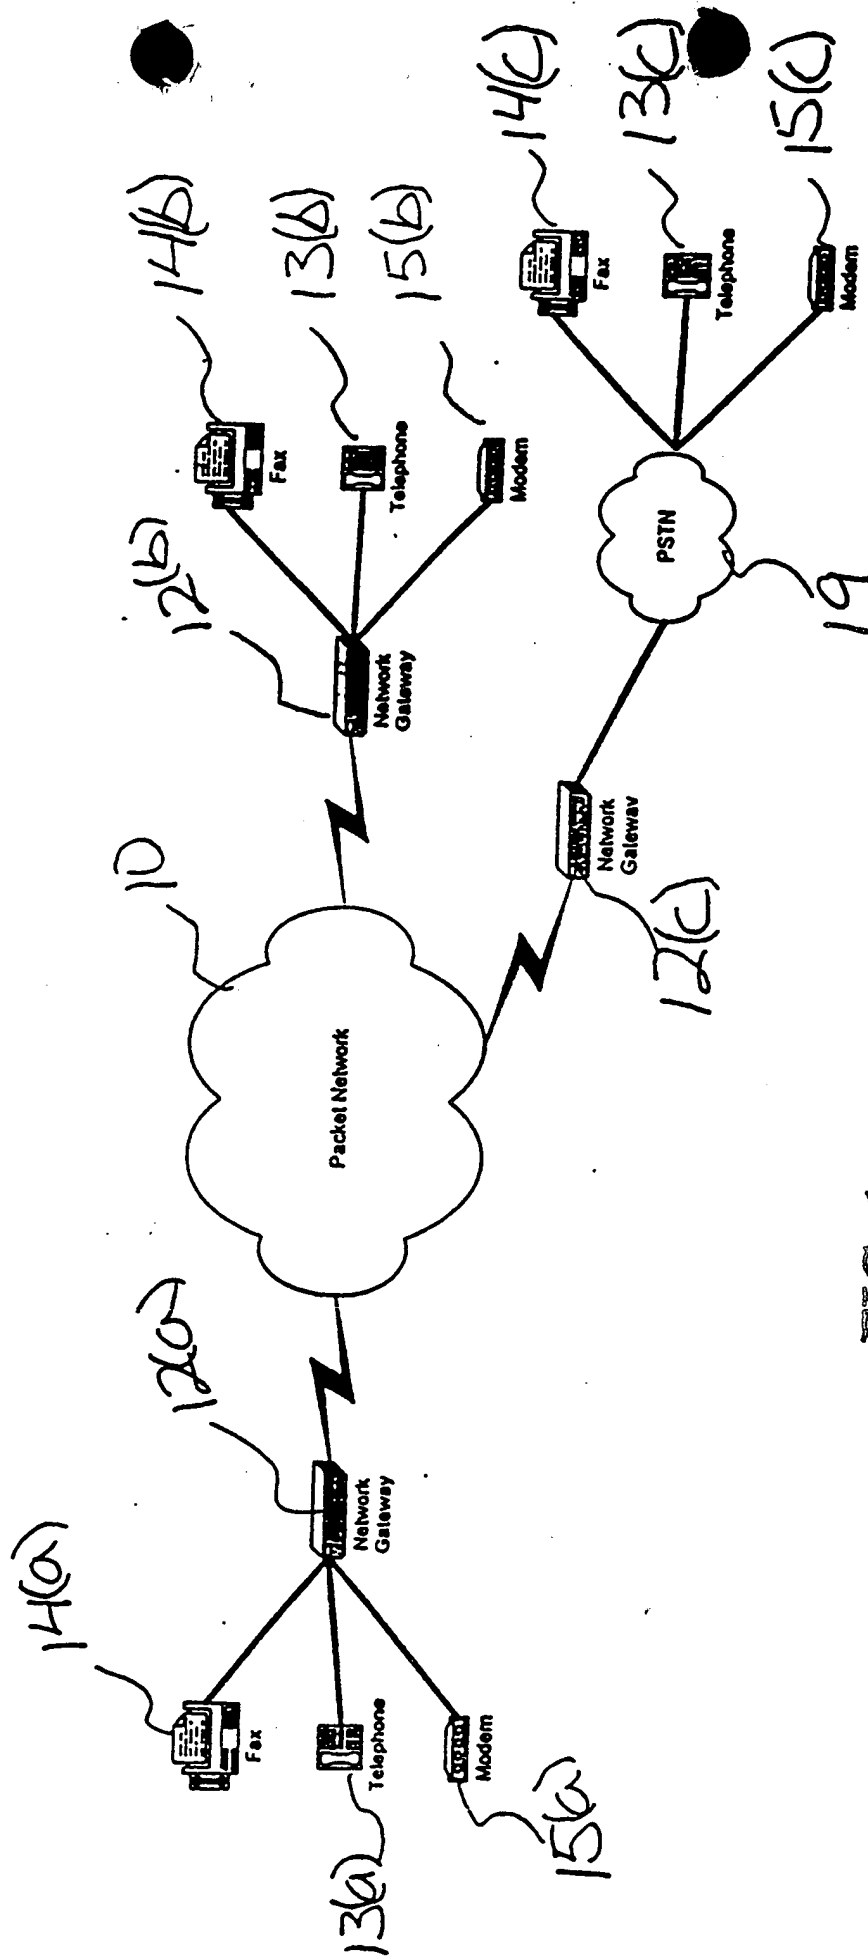 14(a)
Fax
13(a)
Telephone
15(a)
Modem
12(a)
Network
Gateway
10
Packet Network
12(b)
Network
Gateway
14(b)
Fax
13(b)
Telephone
15(b)
Modem
12(c)
Network
Gateway
PSTN
19
14(c)
Fax
13(c)
Telephone
15(c)
Modem